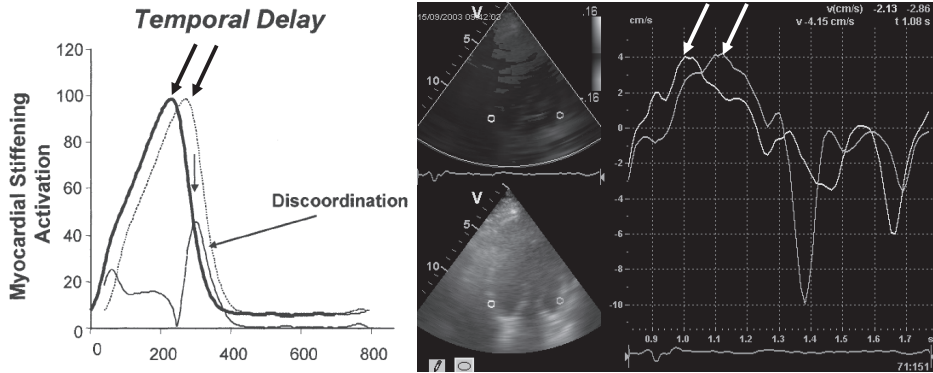 Temporal Delay
Myocardial Stiffening
Activation
120
100
80
60
40
20
0
0 200 400 600 800
Discoordination
15/09/2003 09:42:03
V
5
10
.16
-.16
V
5
10
v(cm/s) -2.13 -2.86
v -4.15 cm/s t 1.08 s
cm/s
4
2
0
-2
-4
-6
-8
-10
0.9 1.0 1.1 1.2 1.3 1.4 1.5 1.6 1.7 s
71:151